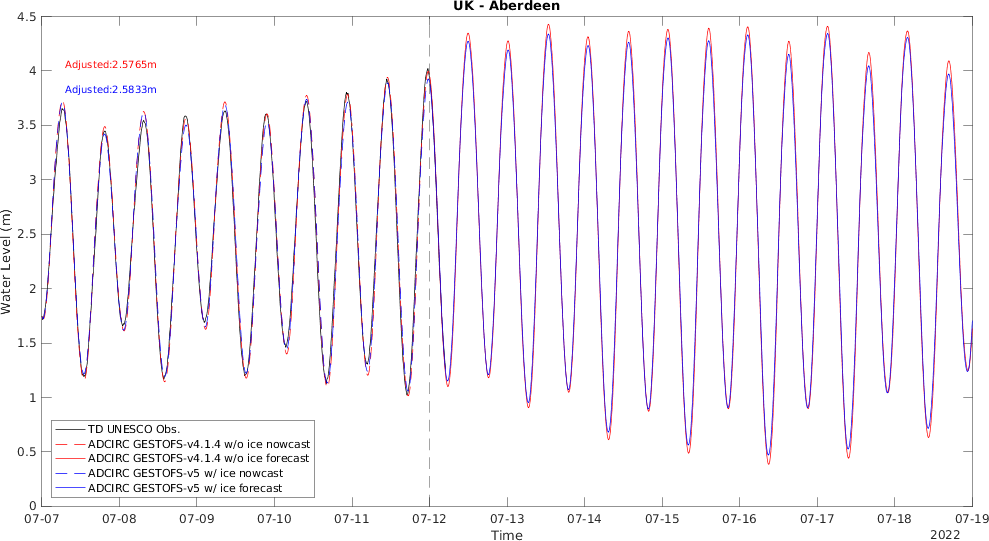 UK - Aberdeen
4.5
4
3.5
3
2.5
2
1.5
1
0.5
0
Water Level (m)
Adjusted:2.5765m
Adjusted:2.5833m
TD UNESCO Obs.
ADCIRC GESTOFS-v4.1.4 w/o ice nowcast
ADCIRC GESTOFS-v4.1.4 w/o ice forecast
ADCIRC GESTOFS-v5 w/ ice nowcast
ADCIRC GESTOFS-v5 w/ ice forecast
07-07 07-08 07-09 07-10 07-11 07-12 07-13 07-14 07-15 07-16 07-17 07-18 07-19
Time
2022